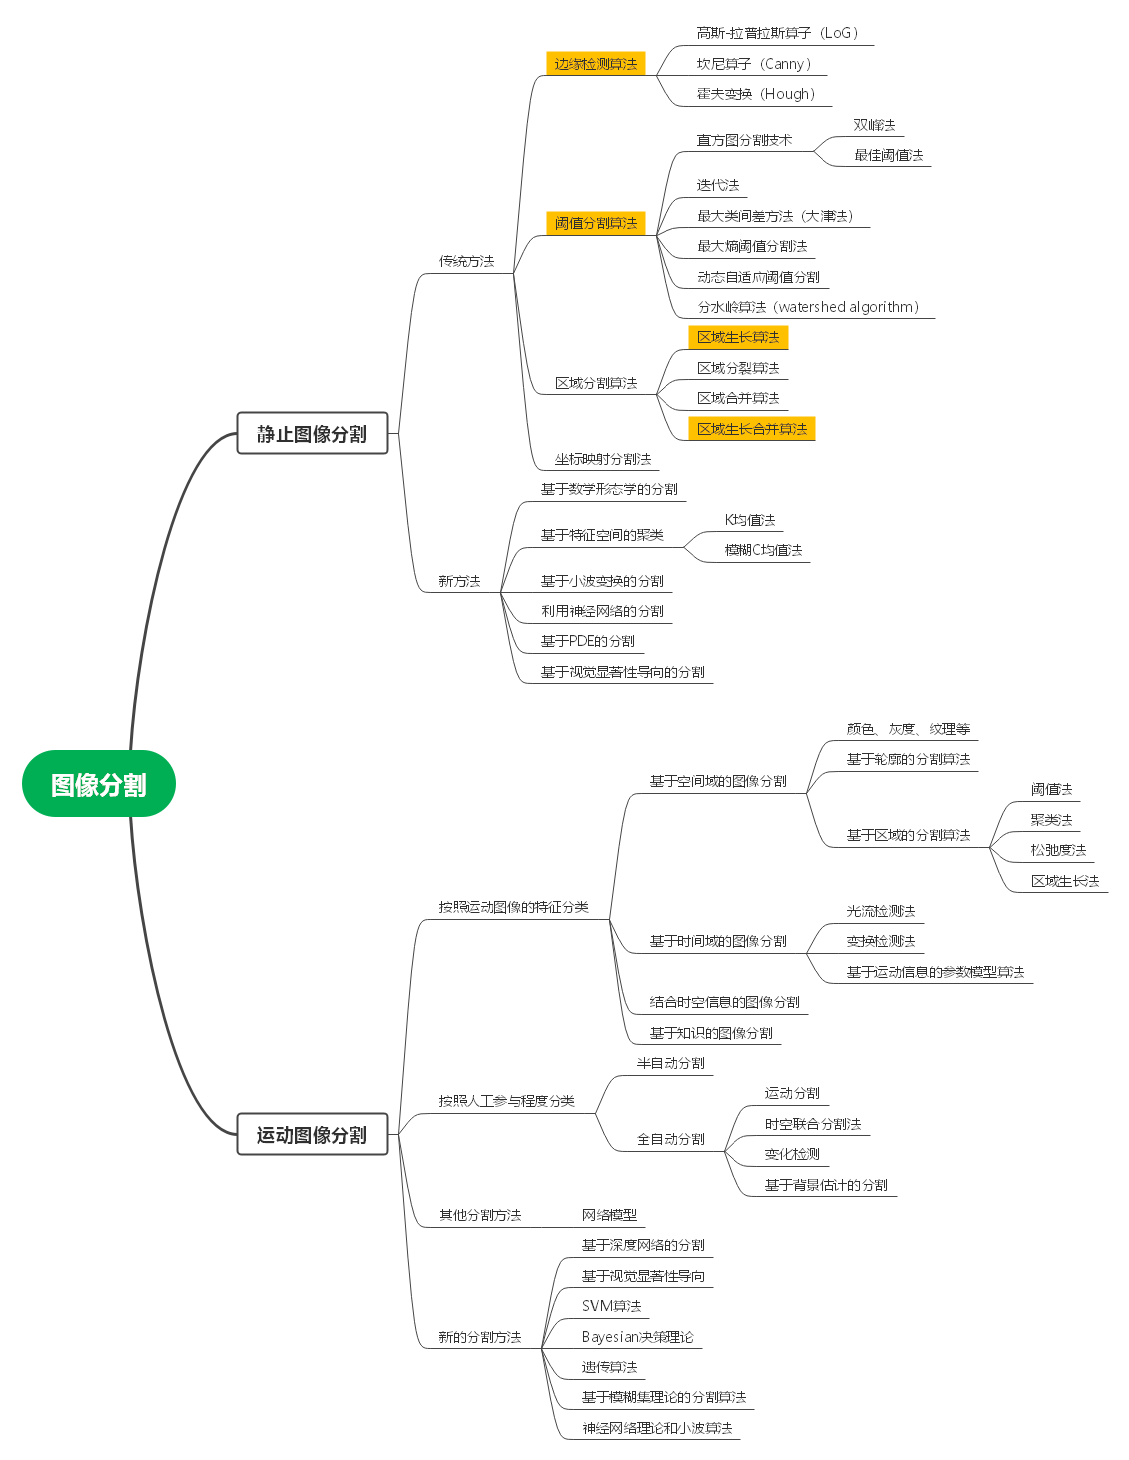 图像分割
静止图像分割
传统方法
边缘检测算法
高斯-拉普拉斯算子（LoG）
坎尼算子（Canny）
霍夫变换（Hough）
阈值分割算法
直方图分割技术
双峰法
最佳阈值法
迭代法
最大类间差方法（大津法）
最大熵阈值分割法
动态自适应阈值分割
分水岭算法（watershed algorithm）
区域分割算法
区域生长算法
区域分裂算法
区域合并算法
区域生长合并算法
坐标映射分割法
新方法
基于数学形态学的分割
基于特征空间的聚类
K均值法
模糊C均值法
基于小波变换的分割
利用神经网络的分割
基于PDE的分割
基于视觉显著性导向的分割
运动图像分割
按照运动图像的特征分类
基于空间域的图像分割
颜色、灰度、纹理等
基于轮廓的分割算法
基于区域的分割算法
阈值法
聚类法
松弛度法
区域生长法
基于时间域的图像分割
光流检测法
变换检测法
基于运动信息的参数模型算法
结合时空信息的图像分割
基于知识的图像分割
按照人工参与程度分类
半自动分割
全自动分割
运动分割
时空联合分割法
变化检测
基于背景估计的分割
其他分割方法
网络模型
新的分割方法
基于深度网络的分割
基于视觉显著性导向
SVM算法
Bayesian决策理论
遗传算法
基于模糊集理论的分割算法
神经网络理论和小波算法